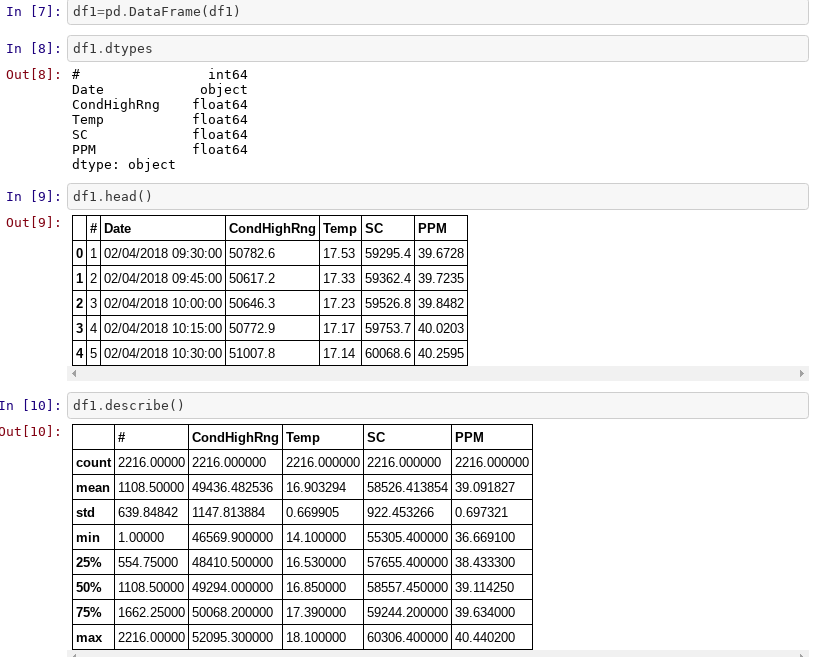 In [7]: df1=pd.DataFrame(df1)
In [8]: df1.dtypes
Out[8]: # int64
Date object
CondHighRng float64
Temp float64
SC float64
PPM float64
dtype: object
In [9]: df1.head()
Out[9]:
# Date CondHighRng Temp SC PPM
0 1 02/04/2018 09:30:00 50782.6 17.53 59295.4 39.6728
1 2 02/04/2018 09:45:00 50617.2 17.33 59362.4 39.7235
2 3 02/04/2018 10:00:00 50646.3 17.23 59526.8 39.8482
3 4 02/04/2018 10:15:00 50772.9 17.17 59753.7 40.0203
4 5 02/04/2018 10:30:00 51007.8 17.14 60068.6 40.2595
In [10]: df1.describe()
Out[10]:
# CondHighRng Temp SC PPM
count 2216.00000 2216.000000 2216.000000 2216.000000 2216.000000
mean 1108.50000 49436.482536 16.903294 58526.413854 39.091827
std 639.84842 1147.813884 0.669905 922.453266 0.697321
min 1.00000 46569.900000 14.100000 55305.400000 36.669100
25% 554.75000 48410.500000 16.530000 57655.400000 38.433300
50% 1108.50000 49294.000000 16.850000 58557.450000 39.114250
75% 1662.25000 50068.200000 17.390000 59244.200000 39.634000
max 2216.00000 52095.300000 18.100000 60306.400000 40.440200